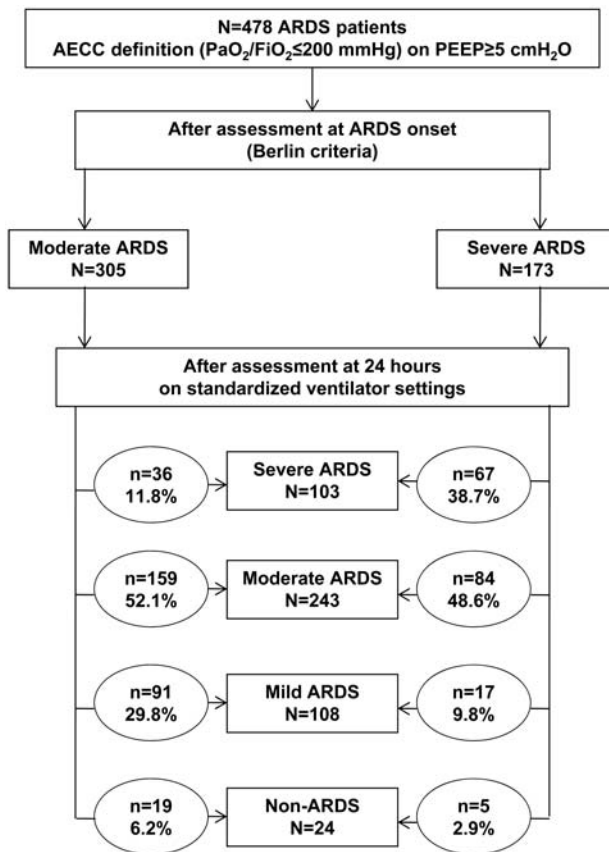 N=478 ARDS patients
AECC definition (PaO₂/FiO₂≤200 mmHg) on PEEP≥5 cmH₂O
After assessment at ARDS onset
(Berlin criteria)
Moderate ARDS
N=305
Severe ARDS
N=173
After assessment at 24 hours
on standardized ventilator settings
n=36
11.8%
Severe ARDS
N=103
n=67
38.7%
n=159
52.1%
Moderate ARDS
N=243
n=84
48.6%
n=91
29.8%
Mild ARDS
N=108
n=17
9.8%
n=19
6.2%
Non-ARDS
N=24
n=5
2.9%